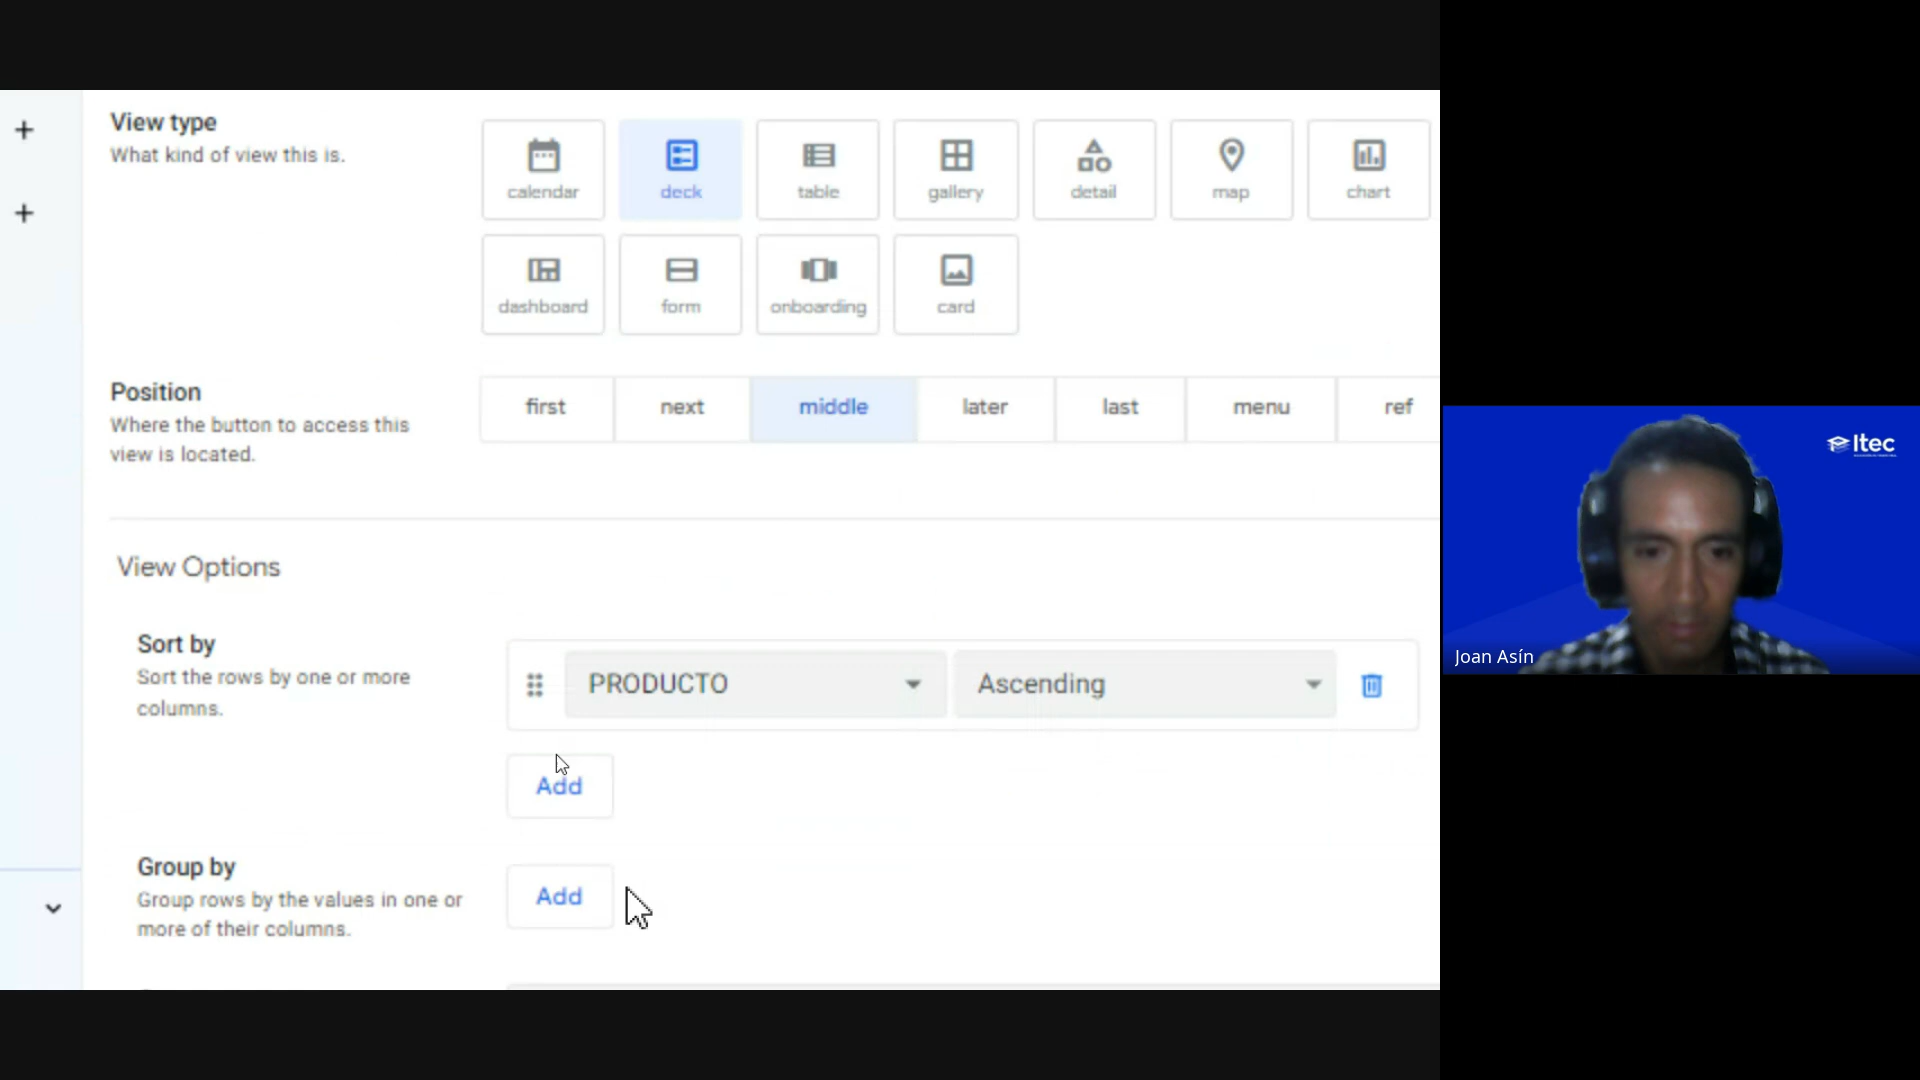 View type
What kind of view this is.
calendar
deck
table
gallery
detail
map
chart
dashboard
form
onboarding
card
Position
Where the button to access this
view is located.
first
next
middle
later
last
menu
ref
View Options
Sort by
Sort the rows by one or more
columns.
PRODUCTO
Ascending
Add
Group by
Group rows by the values in one or
more of their columns.
Add
Itec
Joan Asín